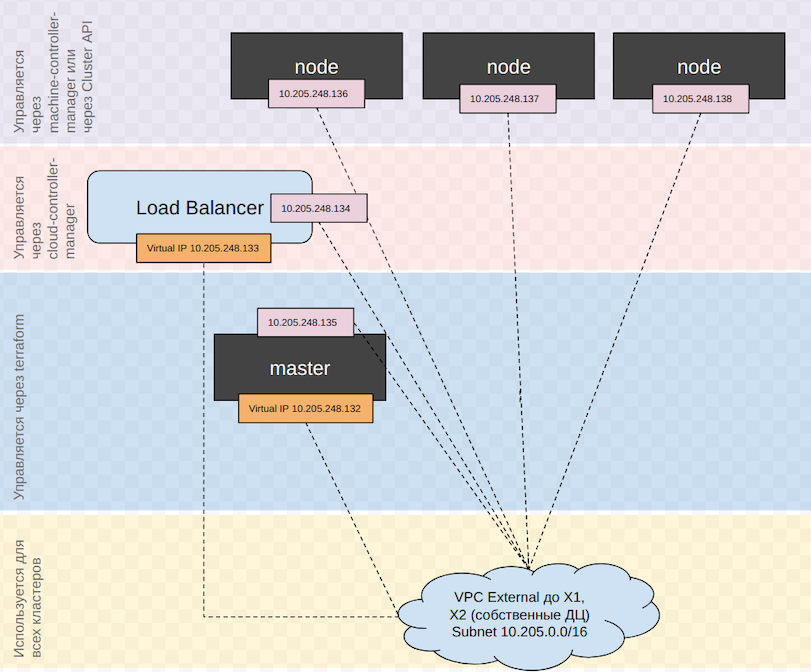 Управляется
через
machine-controller-
manager или
через Cluster API
node
10.205.248.136
node
10.205.248.137
node
10.205.248.138
Управляется
через
cloud-controller-
manager
Load Balancer
10.205.248.134
Virtual IP 10.205.248.133
Управляется через terraform
10.205.248.135
master
Virtual IP 10.205.248.132
Используется для
всех кластеров
VPC External до X1,
X2 (собственные ДЦ)
Subnet 10.205.0.0/16